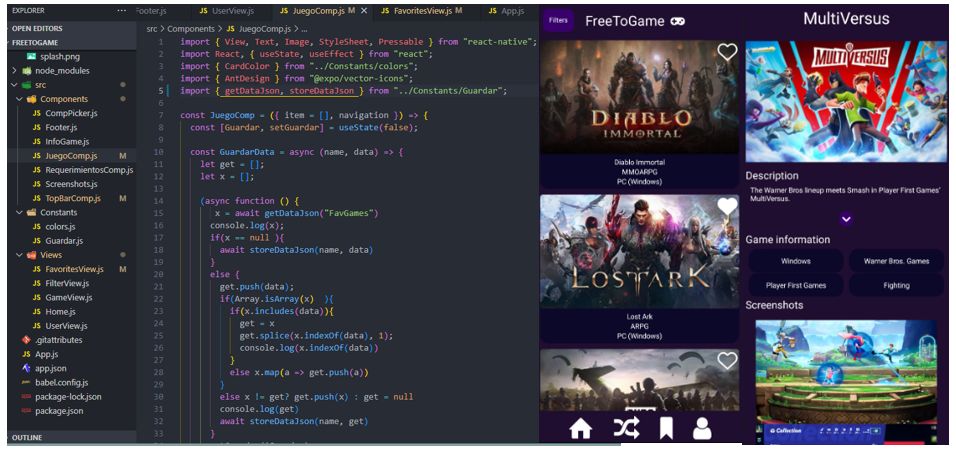 EXPLORER
OPEN EDITORS
FREETOGAME
splash.png
node_modules
src
Components
CompPicker.js
Footer.js
InfoGame.js
JuegoComp.js M
RequerimientosComp.js
Screenshots.js
TopBarComp.js M
Constants
colors.js
Guardar.js
Views
FavoritesView.js M
FilterView.js
GameView.js
Home.js
UserView.js
.gitattributes
App.js
app.json
babel.config.js
package-lock.json
package.json
OUTLINE
Footer.js JS UserView.js JS JuegoComp.js M JS FavoritesView.js M JS App.js
src > Components > JS JuegoComp.js > ...
1 import { View, Text, Image, StyleSheet, Pressable } from "react-native";
2 import React, { useState, useEffect } from "react";
3 import { CardColor } from "../Constants/colors";
4 import { AntDesign } from "@expo/vector-icons";
5 import { getDataJson, storeDataJson } from "../Constants/Guardar";
6
7 const JuegoComp = ({ item = [], navigation }) => {
8 const [Guardar, setGuardar] = useState(false);
9
10 const GuardarData = async (name, data) => {
11 let get = [];
12 let x = [];
13
14 (async function () {
15 x = await getDataJson("FavGames")
16 console.log(x);
17 if(x == null ){
18 await storeDataJson(name, data)
19 }
20 else {
21 get.push(data);
22 if(Array.isArray(x) ){
23 if(x.includes(data)){
24 get = x
25 get.splice(x.indexOf(data), 1);
26 console.log(x.indexOf(data))
27 }
28 else x.map(a => get.push(a))
29 }
30 else x != get? get.push(x) : get = null
31 console.log(get)
32 await storeDataJson(name, get)
33 }
Filters FreeToGame
DIABLO
IMMORTAL
Diablo Immortal
MMOARPG
PC (Windows)
LOST ARK
Lost Ark
ARPG
PC (Windows)
MultiVersus
MULTIVERSUS
Description
The Warner Bros lineup meets Smash in Player First Games'
MultiVersus.
Game information
Windows Warner Bros. Games
Player First Games Fighting
Screenshots
Collection